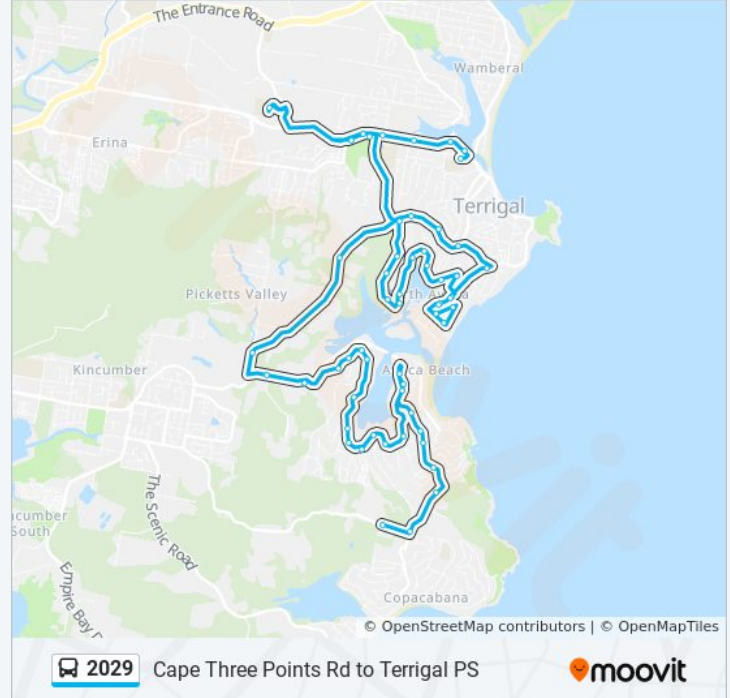 The Entrance Road
Wamberal
Erina
Terrigal
Picketts Valley
Kincumber
Beach
The Scenic Road
South
Copacabana
© OpenStreetMap contributors | © OpenMapTiles
2029 Cape Three Points Rd to Terrigal PS
moovit